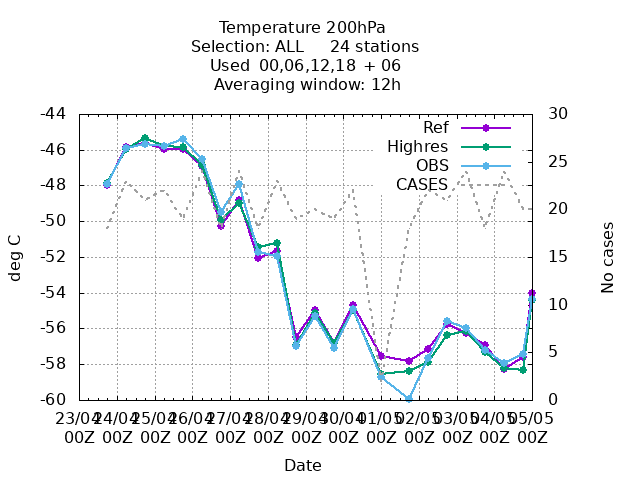 Temperature 200hPa
Selection: ALL     24 stations
Used  00,06,12,18 + 06
Averaging window: 12h
-44
-46
-48
-50
-52
-54
-56
-58
-60
30
25
20
15
10
5
0
Ref
Highres
OBS
CASES
deg C
No cases
23/04 24/04 25/04 26/04 27/04 28/04 29/04 30/04 01/05 02/05 03/05 04/05 05/05
00Z 00Z 00Z 00Z 00Z 00Z 00Z 00Z 00Z 00Z 00Z 00Z 00Z
Date